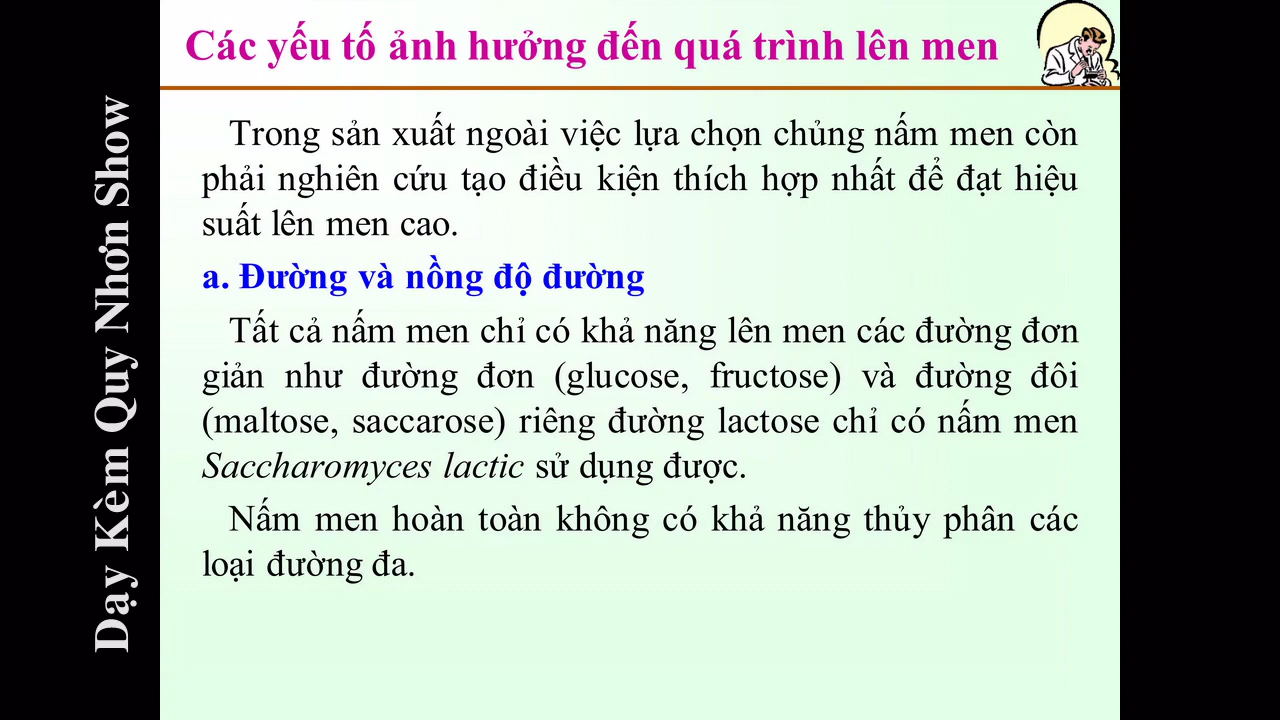 Các yếu tố ảnh hưởng đến quá trình lên men
Trong sản xuất ngoài việc lựa chọn chủng nấm men còn
phải nghiên cứu tạo điều kiện thích hợp nhất để đạt hiệu
suất lên men cao.
a. Đường và nồng độ đường
Tất cả nấm men chỉ có khả năng lên men các đường đơn
giản như đường đơn (glucose, fructose) và đường đôi
(maltose, saccarose) riêng đường lactose chỉ có nấm men
Saccharomyces lactic sử dụng được.
Nấm men hoàn toàn không có khả năng thủy phân các
loại đường đa.
Dạy Kèm Quy Nhơn Show